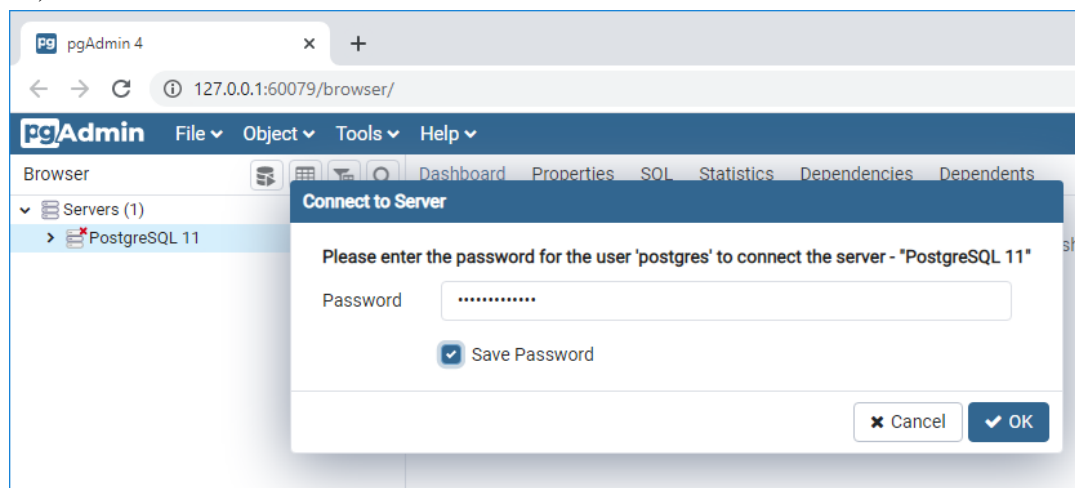 pgAdmin 4
127.0.0.1:60079/browser/
pgAdmin File Object Tools Help
Browser Dashboard Properties SQL Statistics Dependencies Dependents
Servers (1)
PostgreSQL 11
Connect to Server
Please enter the password for the user 'postgres' to connect the server - "PostgreSQL 11"
Password •••••••••••••
Save Password
Cancel OK